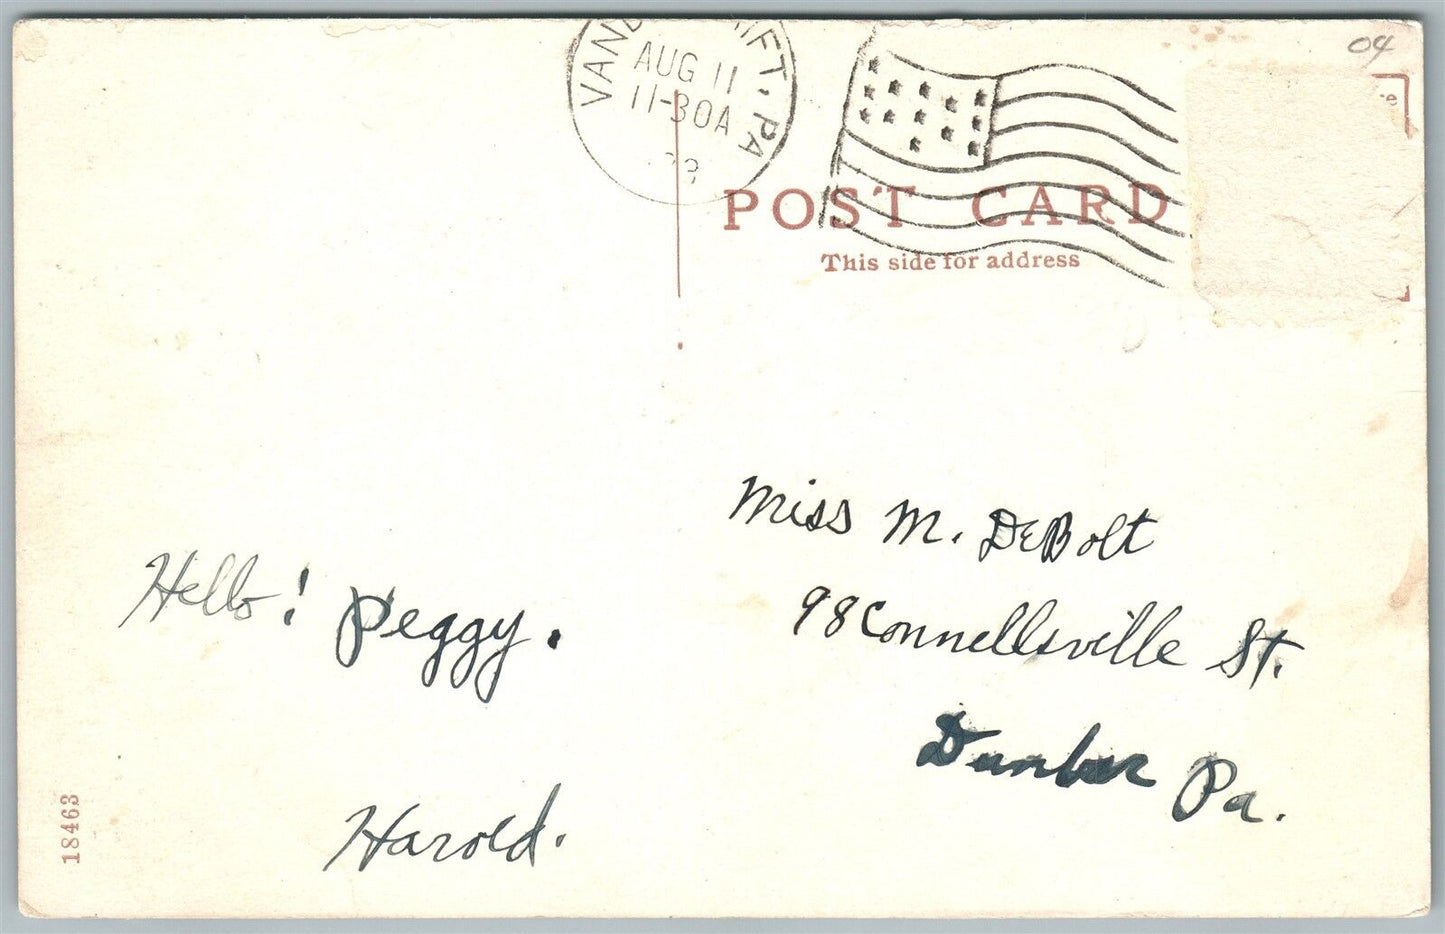 04
AUG 11
11-30A
PA
POST CARD
This side for address
Miss M. DeBolt
98 Connellsville St.
Dunbar Pa.
Hello! Peggy.
Harold.
18463